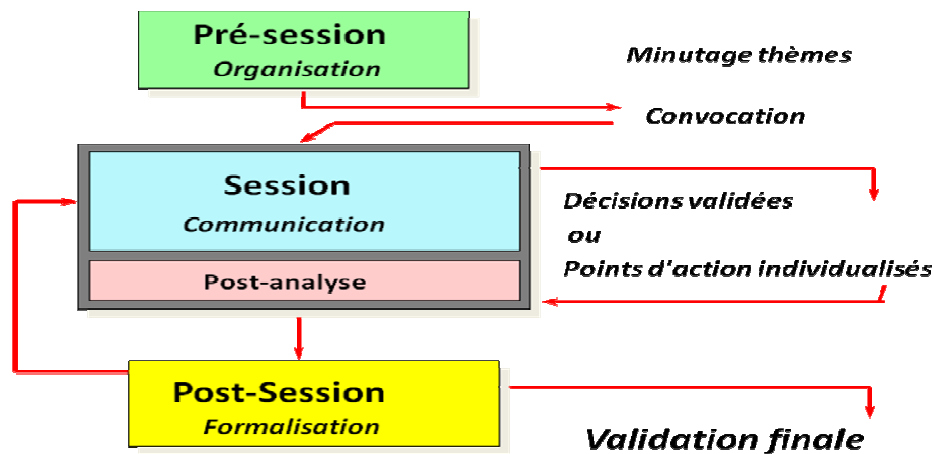 Pré-session
Organisation
Minutage thèmes
Convocation
Session
Communication
Post-analyse
Décisions validées
ou
Points d'action individualisés
Post-Session
Formalisation
Validation finale